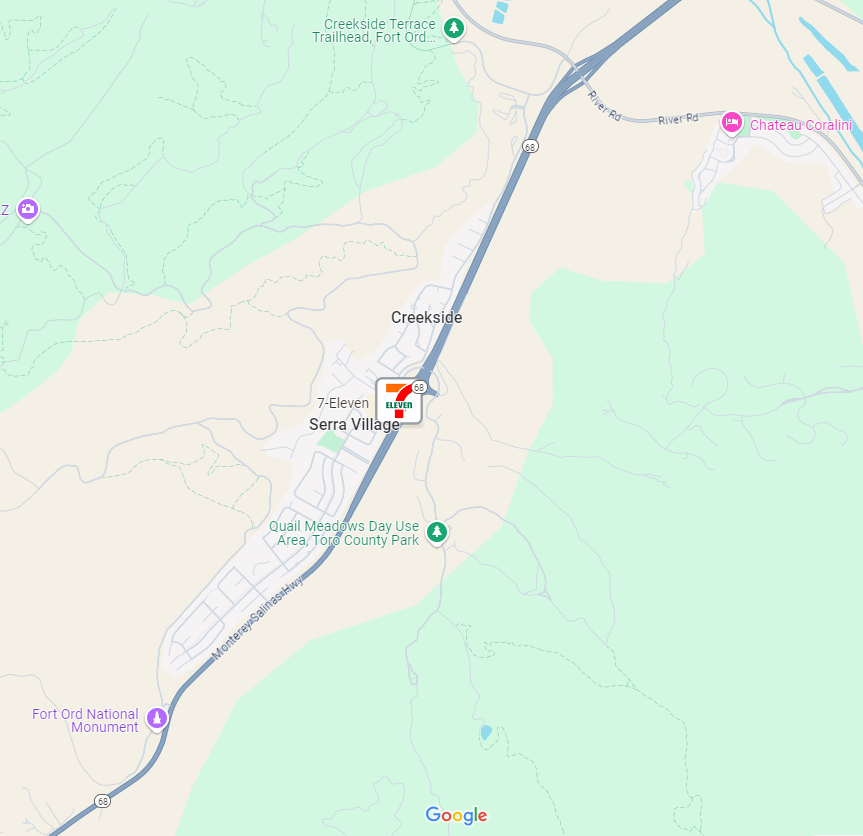 Creekside Terrace
Trailhead, Fort Ord...
River Rd
River Rd
Chateau Coralini
68
Z
Creekside
68
7-Eleven
7
ELEVEN
Serra Village
Quail Meadows Day Use
Area, Toro County Park
Monterey-Salinas Hwy
Fort Ord National
Monument
68
Google